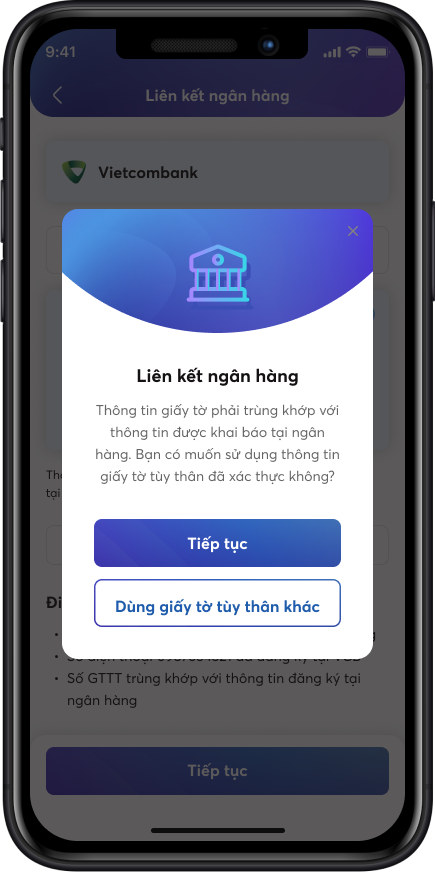 9:41
Liên kết ngân hàng
Vietcombank
Liên kết ngân hàng
Thông tin giấy tờ phải trùng khớp với
thông tin được khai báo tại ngân
hàng. Bạn có muốn sử dụng thông tin
giấy tờ tùy thân đã xác thực không?
Tiếp tục
Dùng giấy tờ tùy thân khác
• Số GTTT trùng khớp với thông tin đăng ký tại
ngân hàng
Tiếp tục